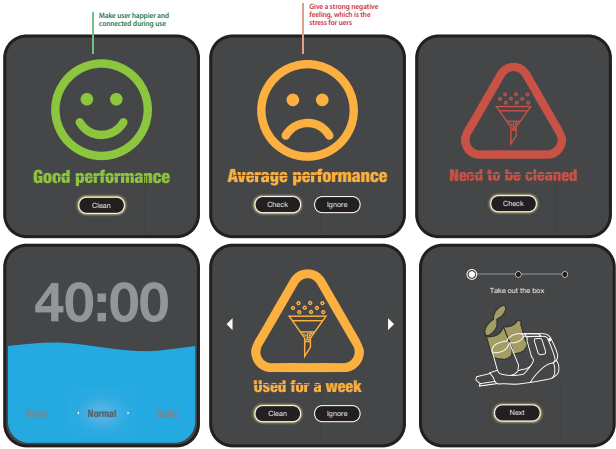 Make user happier and
connected during use
Give a strong negative
feeling, which is the
stress for uers
Good performance
Clean
Average performance
Check
Ignore
Need to be cleaned
Check
40:00
Normal
Used for a week
Clean
Ignore
Take out the box
Next